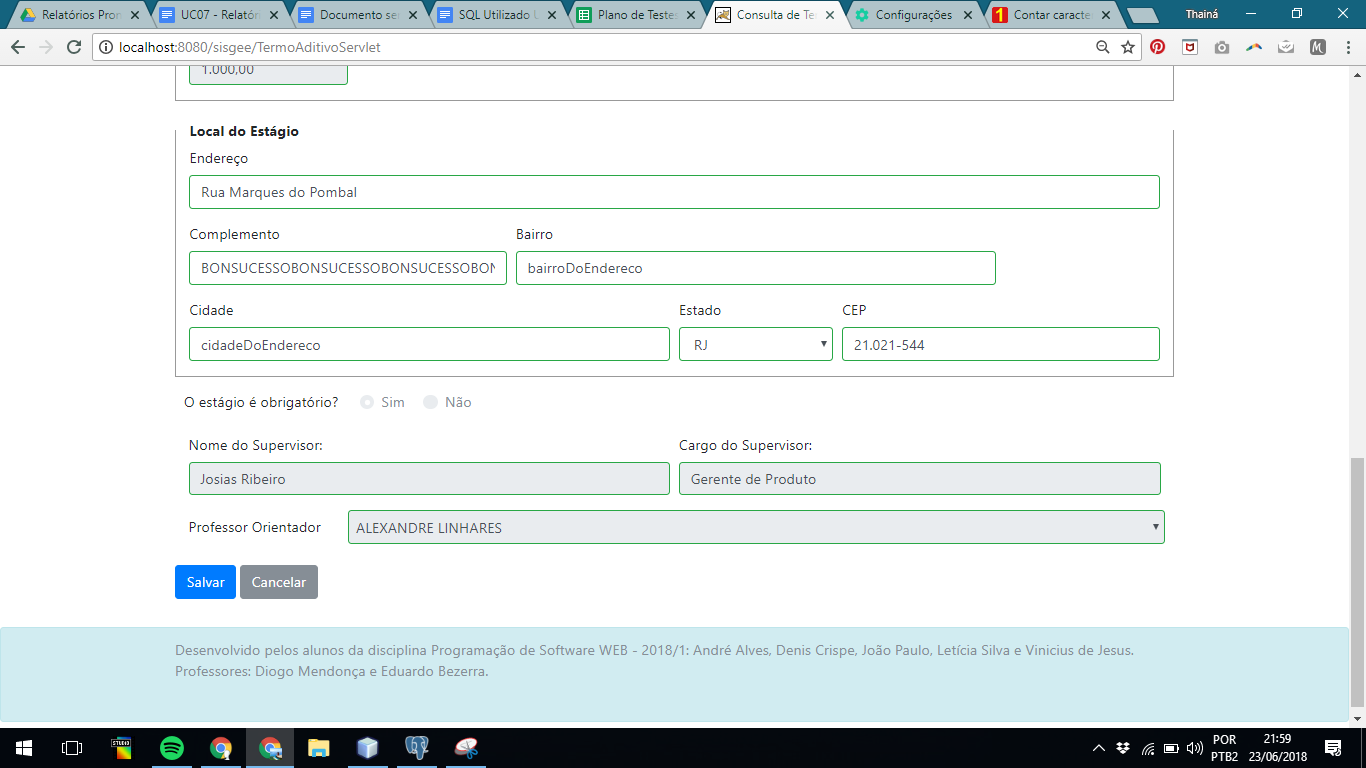 Relatórios Pron
UC07 - Relatóri
Documento sem
SQL Utilizado U
Plano de Testes
Consulta de Te
Configurações
Contar caracte
Thainá
localhost:8080/sisgee/TermoAditivoServlet
1.000,00
Local do Estágio
Endereço
Rua Marques do Pombal
Complemento Bairro
BONSUCESSOBONSUCESSOBONSUCESSOBON bairroDoEndereco
Cidade Estado CEP
cidadeDoEndereco RJ 21.021-544
O estágio é obrigatório? Sim Não
Nome do Supervisor: Cargo do Supervisor:
Josias Ribeiro Gerente de Produto
Professor Orientador ALEXANDRE LINHARES
Salvar Cancelar
Desenvolvido pelos alunos da disciplina Programação de Software WEB - 2018/1: André Alves, Denis Crispe, João Paulo, Letícia Silva e Vinicius de Jesus.
Professores: Diogo Mendonça e Eduardo Bezerra.
STUDIO
POR 21:59
PTB2 23/06/2018